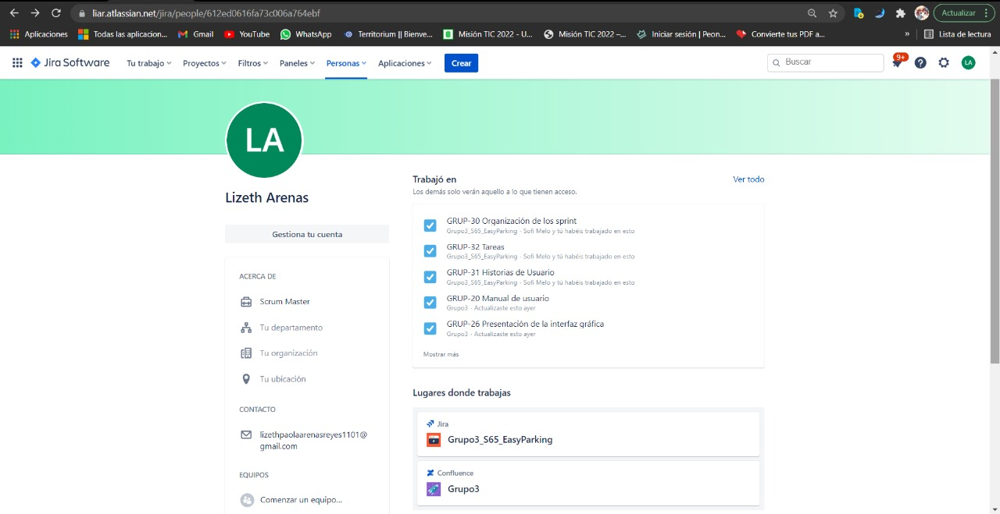 liar.atlassian.net/jira/people/612ed0616fa73c006a764ebf
Actualizar
Aplicaciones
Todas las aplicacion...
Gmail
YouTube
WhatsApp
Territorium || Bienve...
Misión TIC 2022 - U...
Misión TIC 2022 –...
Iniciar sesión | Peon...
Convierte tus PDF a...
»
Lista de lectura
Jira Software
Tu trabajo
Proyectos
Filtros
Paneles
Personas
Aplicaciones
Crear
Buscar
9+
LA
LA
Lizeth Arenas
Gestiona tu cuenta
ACERCA DE
Scrum Master
Tu departamento
Tu organización
Tu ubicación
CONTACTO
lizethpaolaarenasreyes1101@
gmail.com
EQUIPOS
Comenzar un equipo...
Trabajó en
Ver todo
Los demás solo verán aquello a lo que tienen acceso.
GRUP-30 Organización de los sprint
Grupo3_S65_EasyParking · Sofi Melo y tú habéis trabajado en esto
GRUP-32 Tareas
Grupo3_S65_EasyParking · Sofi Melo y tú habéis trabajado en esto
GRUP-31 Historias de Usuario
Grupo3_S65_EasyParking · Sofi Melo y tú habéis trabajado en esto
GRUP-20 Manual de usuario
Grupo3 · Actualizaste esto ayer
GRUP-26 Presentación de la interfaz gráfica
Grupo3 · Actualizaste esto ayer
Mostrar más
Lugares donde trabajas
Jira
Grupo3_S65_EasyParking
Confluence
Grupo3